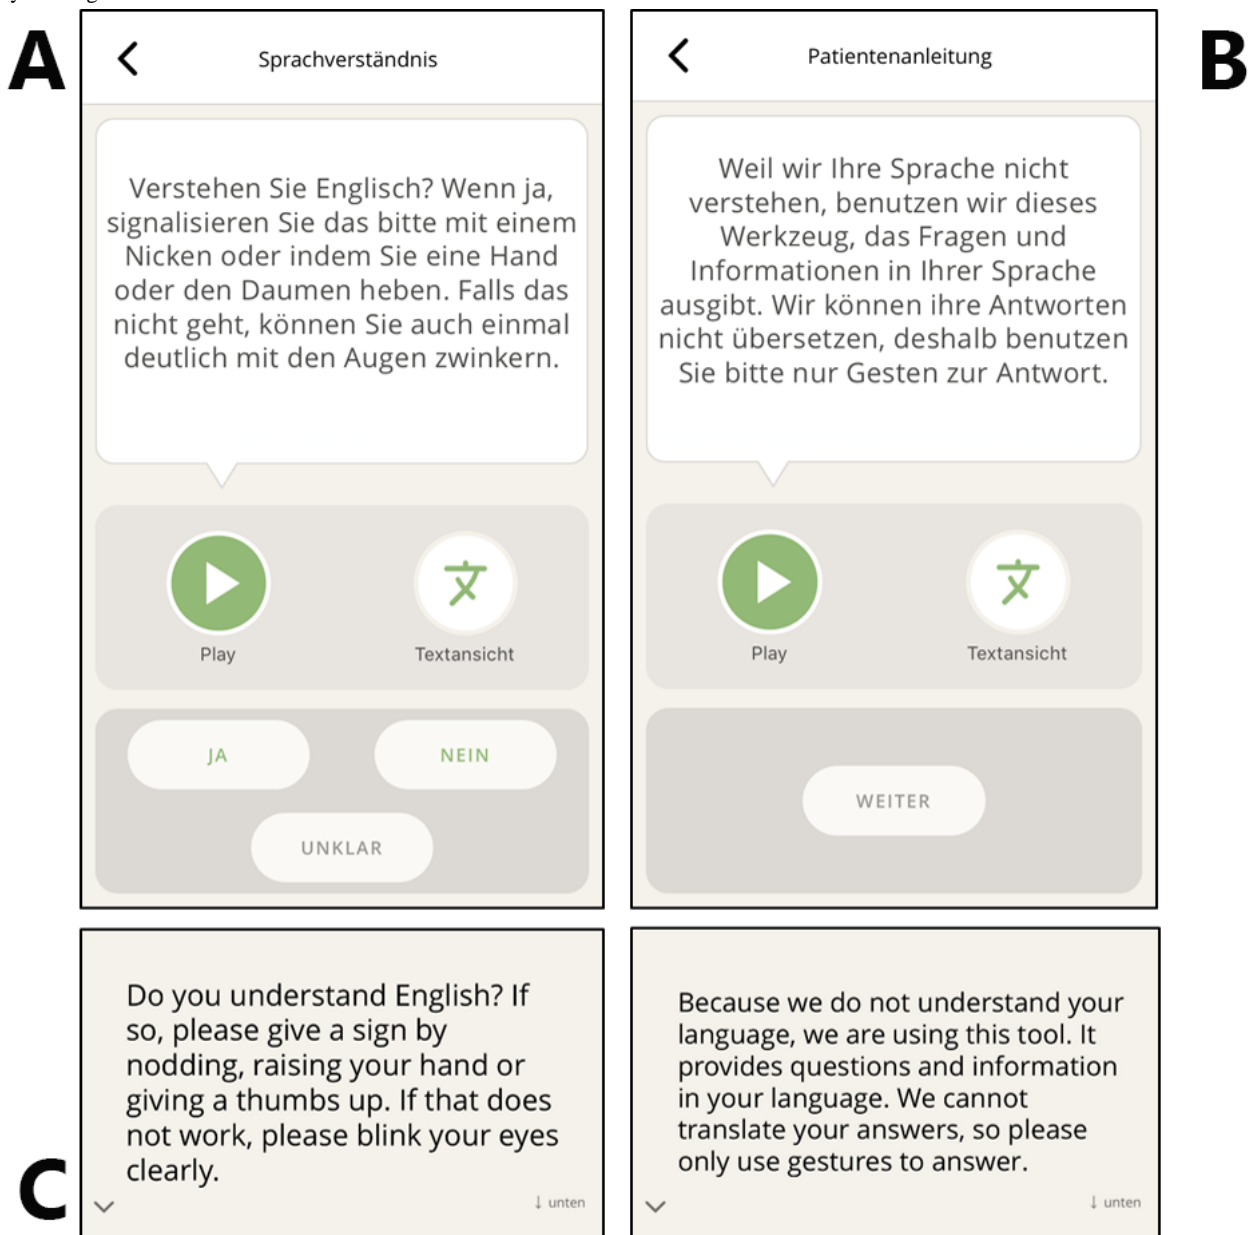 A
Sprachverständnis
Verstehen Sie Englisch? Wenn ja,
signalisieren Sie das bitte mit einem
Nicken oder indem Sie eine Hand
oder den Daumen heben. Falls das
nicht geht, können Sie auch einmal
deutlich mit den Augen zwinkern.
Play
Textansicht
JA
NEIN
UNKLAR
B
Patientenanleitung
Weil wir Ihre Sprache nicht
verstehen, benutzen wir dieses
Werkzeug, das Fragen und
Informationen in Ihrer Sprache
ausgibt. Wir können ihre Antworten
nicht übersetzen, deshalb benutzen
Sie bitte nur Gesten zur Antwort.
Play
Textansicht
WEITER
C
Do you understand English? If
so, please give a sign by
nodding, raising your hand or
giving a thumbs up. If that does
not work, please blink your eyes
clearly.
↓ unten
Because we do not understand your
language, we are using this tool. It
provides questions and information
in your language. We cannot
translate your answers, so please
only use gestures to answer.
↓ unten